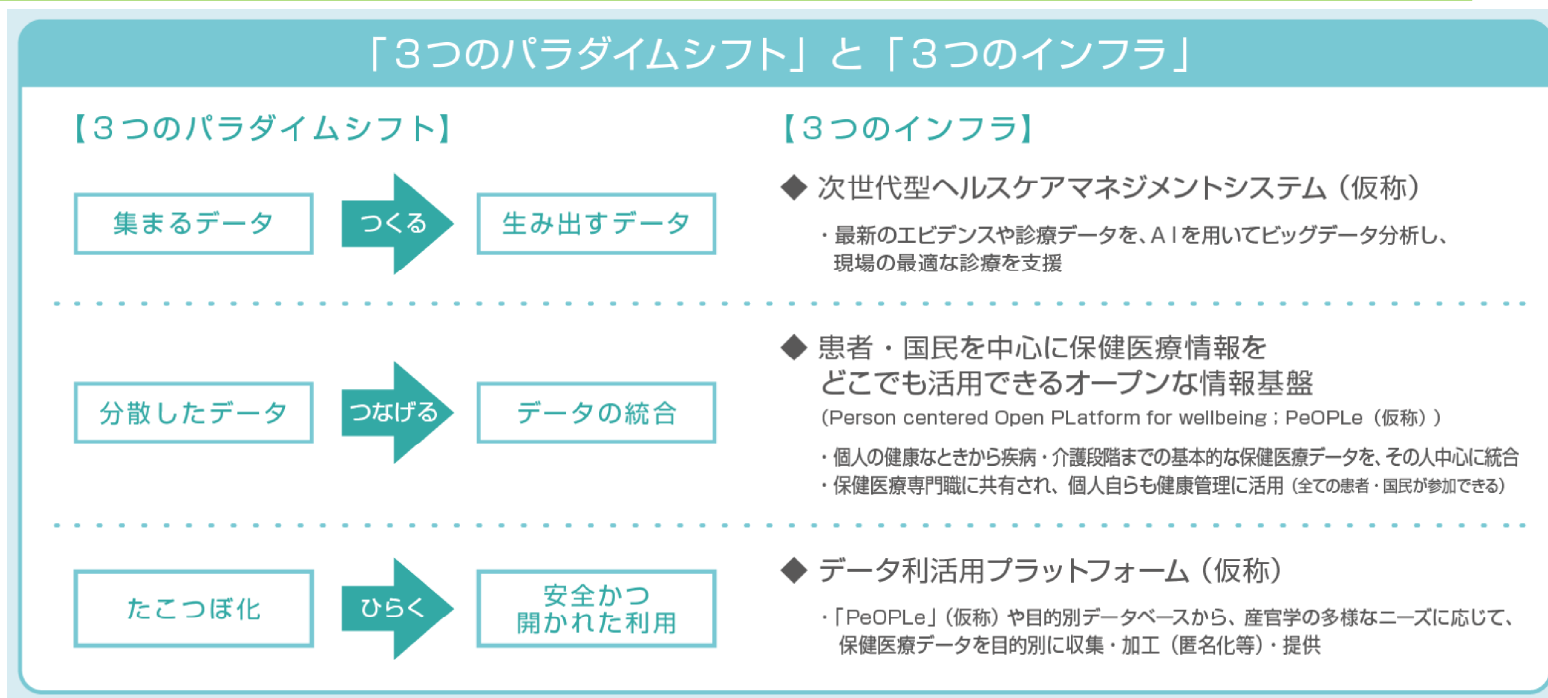 「3つのパラダイムシフト」と「3つのインフラ」
【3つのパラダイムシフト】
【3つのインフラ】
集まるデータ
つくる
生み出すデータ
◆ 次世代型ヘルスケアマネジメントシステム（仮称）
・最新のエビデンスや診療データを、AIを用いてビッグデータ分析し、
現場の最適な診療を支援
分散したデータ
つなげる
データの統合
◆ 患者・国民を中心に保健医療情報を
どこでも活用できるオープンな情報基盤
(Person centered Open PLatform for wellbeing；PeOPLe（仮称）)
・個人の健康なときから疾病・介護段階までの基本的な保健医療データを、その人中心に統合
・保健医療専門職に共有され、個人自らも健康管理に活用（全ての患者・国民が参加できる）
たこつぼ化
ひらく
安全かつ
開かれた利用
◆ データ利活用プラットフォーム（仮称）
・「PeOPLe」（仮称）や目的別データベースから、産官学の多様なニーズに応じて、
保健医療データを目的別に収集・加工（匿名化等）・提供